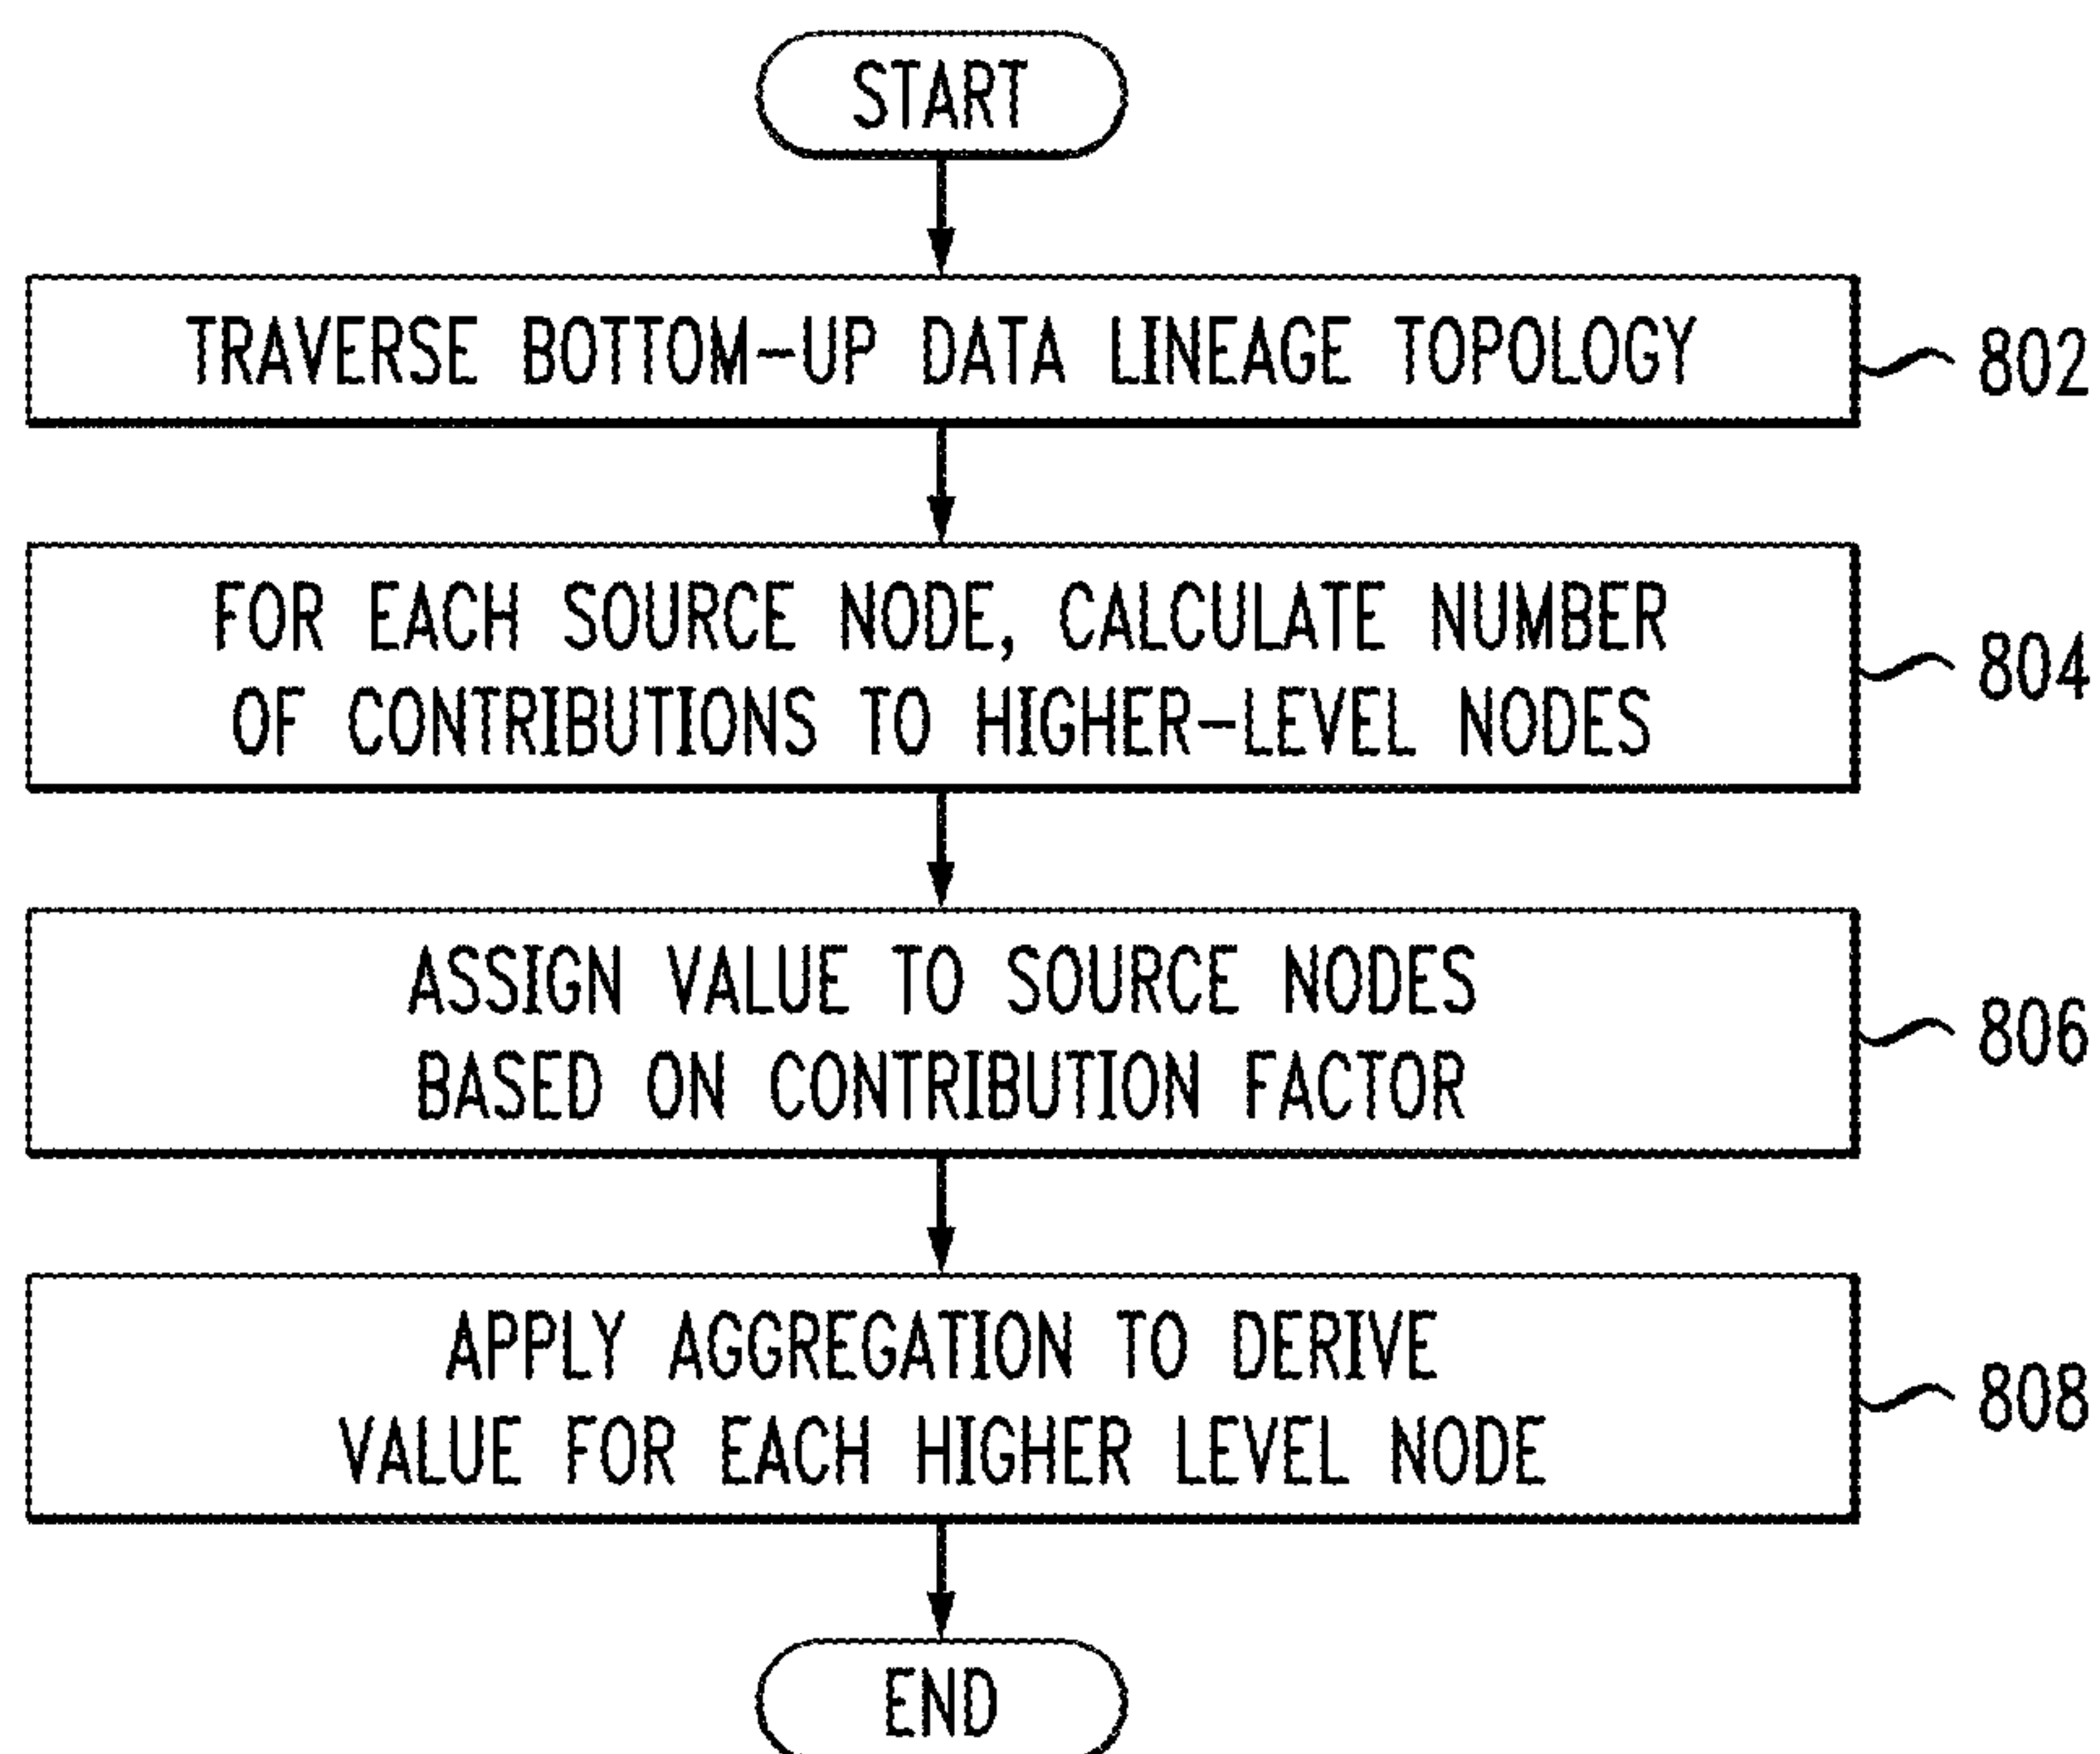 START
TRAVERSE BOTTOM-UP DATA LINEAGE TOPOLOGY
802
FOR EACH SOURCE NODE, CALCULATE NUMBER
OF CONTRIBUTIONS TO HIGHER-LEVEL NODES
804
ASSIGN VALUE TO SOURCE NODES
BASED ON CONTRIBUTION FACTOR
806
APPLY AGGREGATION TO DERIVE
VALUE FOR EACH HIGHER LEVEL NODE
808
END